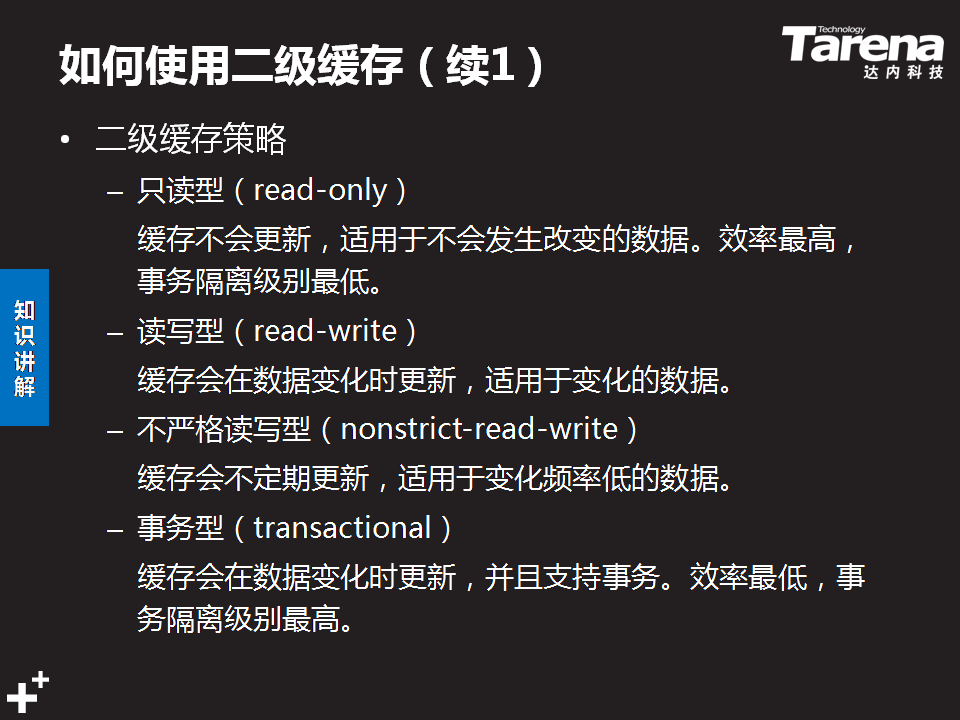 如何使用二级缓存（续1）
Technology
Tarena
达内科技
• 二级缓存策略
– 只读型（read-only）
缓存不会更新，适用于不会发生改变的数据。效率最高，
事务隔离级别最低。
– 读写型（read-write）
缓存会在数据变化时更新，适用于变化的数据。
– 不严格读写型（nonstrict-read-write）
缓存会不定期更新，适用于变化频率低的数据。
– 事务型（transactional）
缓存会在数据变化时更新，并且支持事务。效率最低，事
务隔离级别最高。
知识讲解